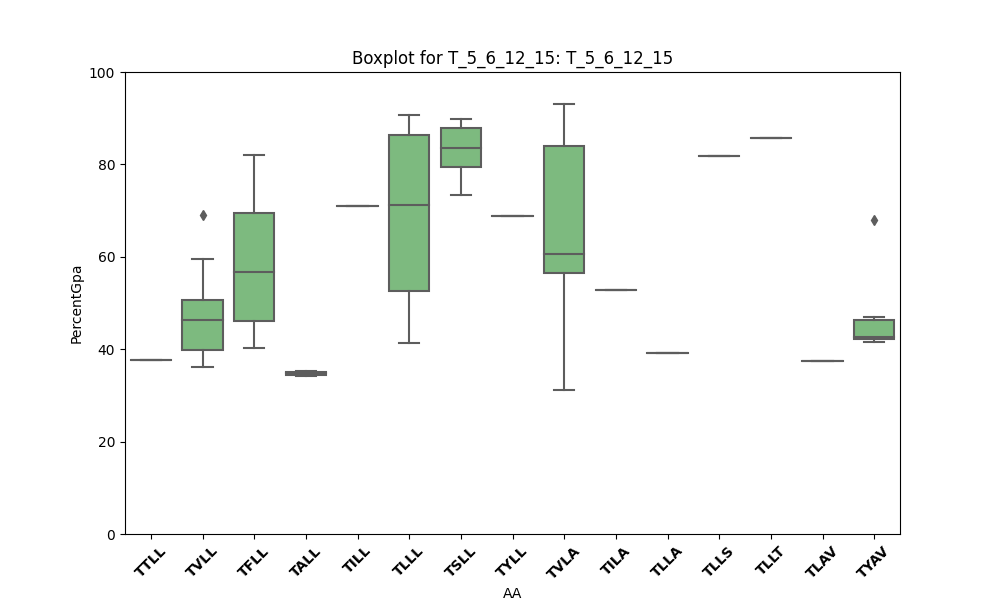 Boxplot for T_5_6_12_15: T_5_6_12_15
100
80
60
40
20
0
PercentGpa
TTLL
TVLL
TFLL
TALL
TILL
TLLL
TSLL
TYLL
TVLA
TILA
TLLA
TLLS
TLLT
TLAV
TYAV
AA